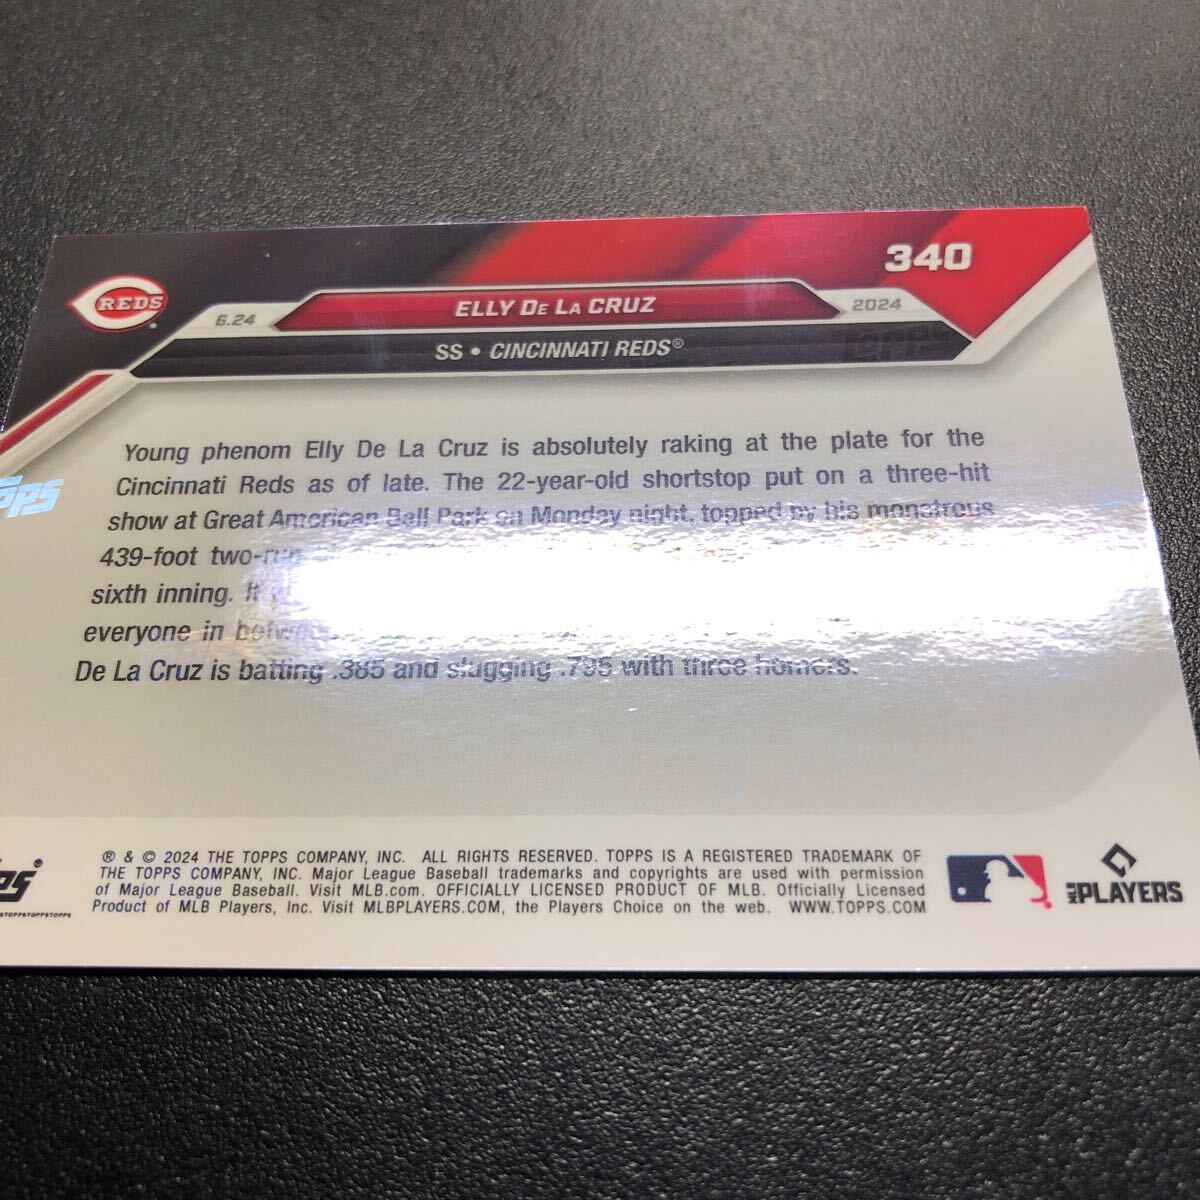 340
REDS
6.24
ELLY DE LA CRUZ
2024
SS • CINCINNATI REDS®
Young phenom Elly De La Cruz is absolutely raking at the plate for the
Cincinnati Reds as of late. The 22-year-old shortstop put on a three-hit
show at Great American Ball Park on Monday night, topped by his monstrous
439-foot two-run
sixth inning. It
everyone in between.
De La Cruz is batting .385 and slugging .795 with three homers.
® & © 2024 THE TOPPS COMPANY, INC. ALL RIGHTS RESERVED. TOPPS IS A REGISTERED TRADEMARK OF
THE TOPPS COMPANY, INC. Major League Baseball trademarks and copyrights are used with permission
of Major League Baseball. Visit MLB.com. OFFICIALLY LICENSED PRODUCT OF MLB. Officially Licensed
Product of MLB Players, Inc. Visit MLBPLAYERS.COM, the Players Choice on the web. WWW.TOPPS.COM
MLB PLAYERS